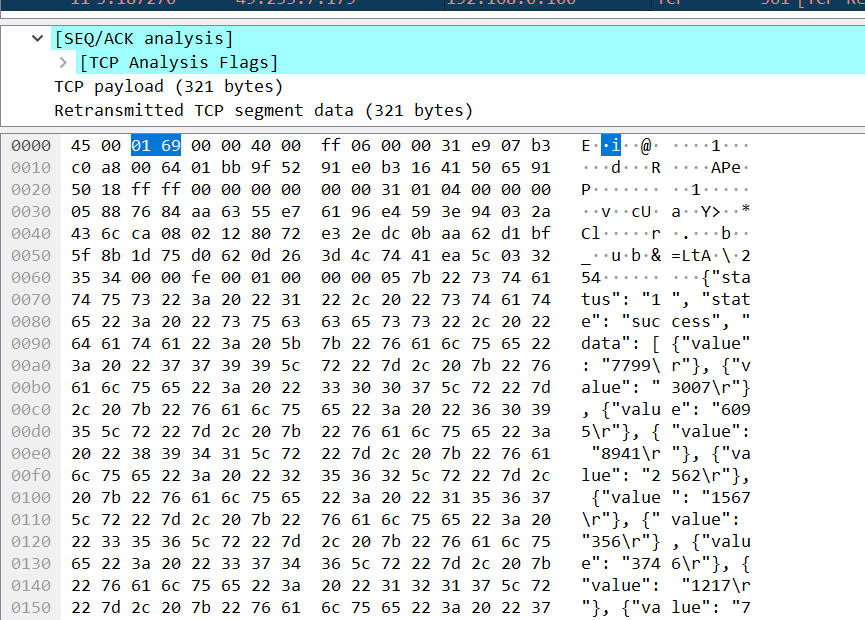 [SEQ/ACK analysis]
[TCP Analysis Flags]
TCP payload (321 bytes)
Retransmitted TCP segment data (321 bytes)
0000 45 00 01 69 00 00 40 00 ff 06 00 00 31 e9 07 b3 E··i··@·····1···
0010 c0 a8 00 64 01 bb 9f 52 91 e0 b3 16 41 50 65 91 ···d···R····APe·
0020 50 18 ff ff 00 00 00 00 00 00 31 01 04 00 00 00 P·········1·····
0030 05 88 76 84 aa 63 55 e7 61 96 e4 59 3e 94 03 2a ··v··cU·a··Y>··*
0040 43 6c ca 08 02 12 80 72 e3 2e dc 0b aa 62 d1 bf Cl·····r·.···b··
0050 5f 8b 1d 75 d0 62 0d 26 3d 4c 74 41 ea 5c 03 32 _··u·b·&=LtA·\·2
0060 35 34 00 00 fe 00 01 00 00 00 05 7b 22 73 74 61 54·········{"sta
0070 74 75 73 22 3a 20 22 31 22 2c 20 22 73 74 61 74 tus": "1", "stat
0080 65 22 3a 20 22 73 75 63 63 65 73 73 22 2c 20 22 e": "success", "
0090 64 61 74 61 22 3a 20 5b 7b 22 76 61 6c 75 65 22 data": [{"value"
00a0 3a 20 22 37 37 39 39 5c 72 22 7d 2c 20 7b 22 76 : "7799\r"}, {"v
00b0 61 6c 75 65 22 3a 20 22 33 30 30 37 5c 72 22 7d alue": "3007\r"}
00c0 2c 20 7b 22 76 61 6c 75 65 22 3a 20 22 36 30 39 , {"value": "609
00d0 35 5c 72 22 7d 2c 20 7b 22 76 61 6c 75 65 22 3a 5\r"}, {"value":
00e0 20 22 38 39 34 31 5c 72 22 7d 2c 20 7b 22 76 61 "8941\r"}, {"va
00f0 6c 75 65 22 3a 20 22 32 35 36 32 5c 72 22 7d 2c lue": "2562\r"},
0100 20 7b 22 76 61 6c 75 65 22 3a 20 22 31 35 36 37 {"value": "1567
0110 5c 72 22 7d 2c 20 7b 22 76 61 6c 75 65 22 3a 20 \r"}, {"value":
0120 22 33 35 36 5c 72 22 7d 2c 20 7b 22 76 61 6c 75 "356\r"}, {"valu
0130 65 22 3a 20 22 33 37 34 36 5c 72 22 7d 2c 20 7b e": "3746\r"}, {
0140 22 76 61 6c 75 65 22 3a 20 22 31 32 31 37 5c 72 "value": "1217\r
0150 22 7d 2c 20 7b 22 76 61 6c 75 65 22 3a 20 22 37 "}, {"value": "7